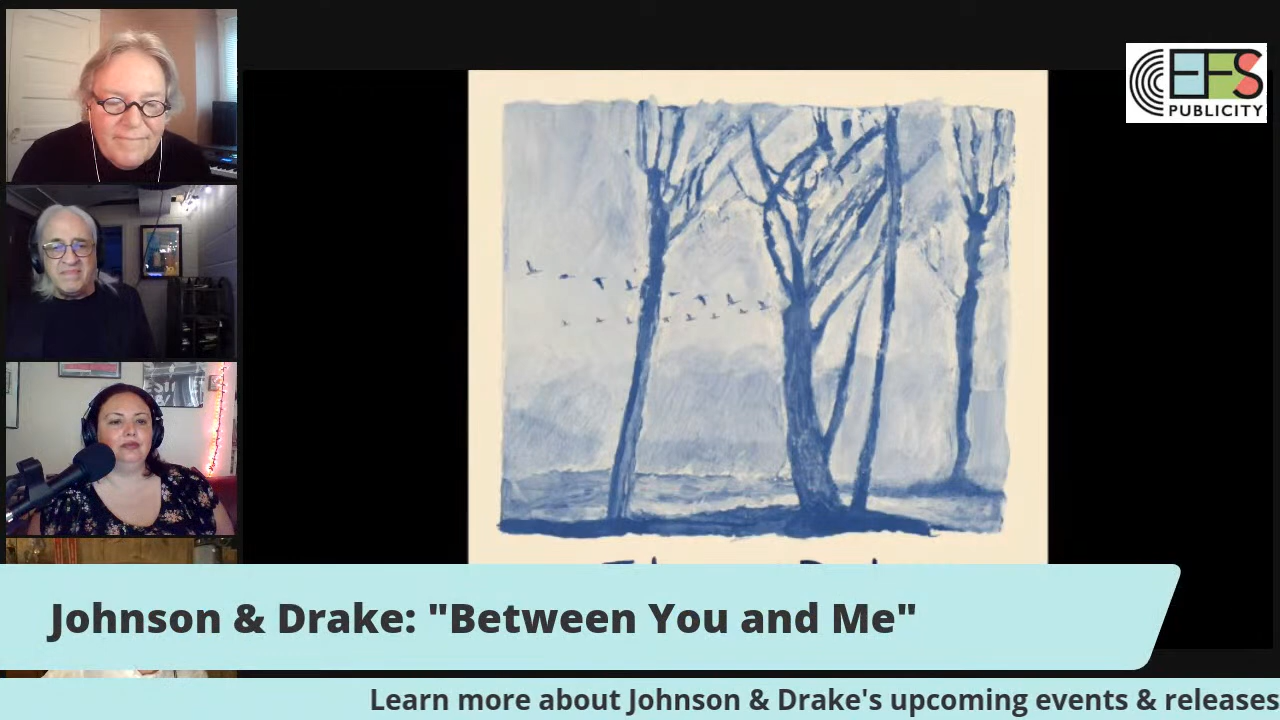 EFS
PUBLICITY
Johnson & Drake: "Between You and Me"
Learn more about Johnson & Drake's upcoming events & releases